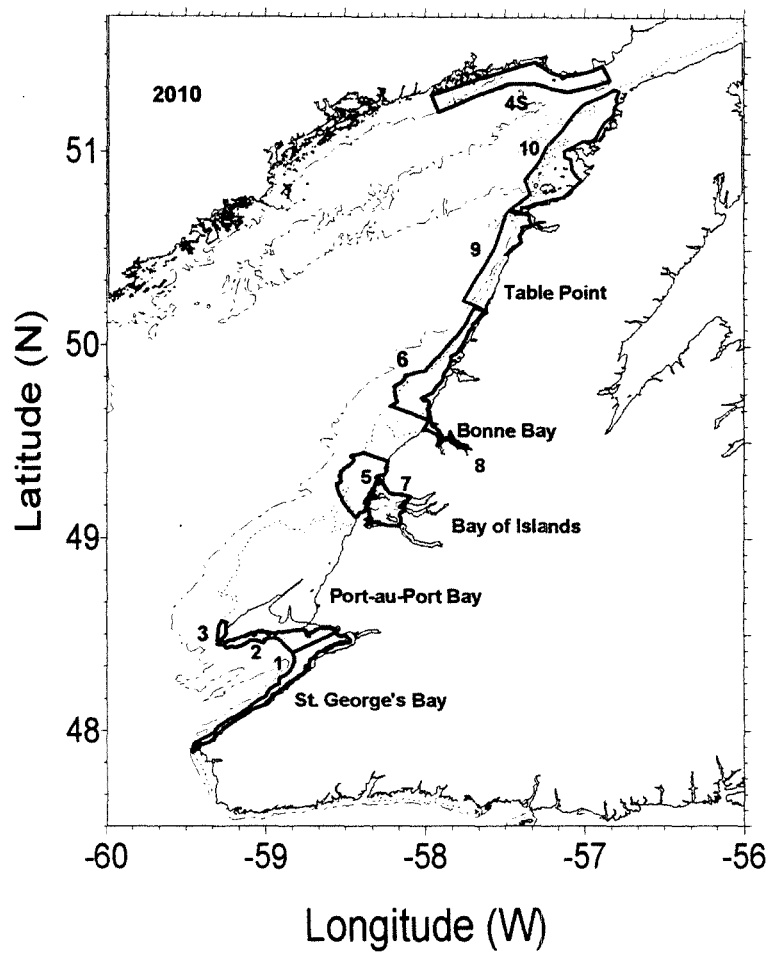 2010
4S
51
10
9
Table Point
50
6
Bonne Bay
8
5
7
Bay of Islands
49
Port-au-Port Bay
3
2
1
St. George's Bay
48
-60
-59
-58
-57
-56
Latitude (N)
Longitude (W)